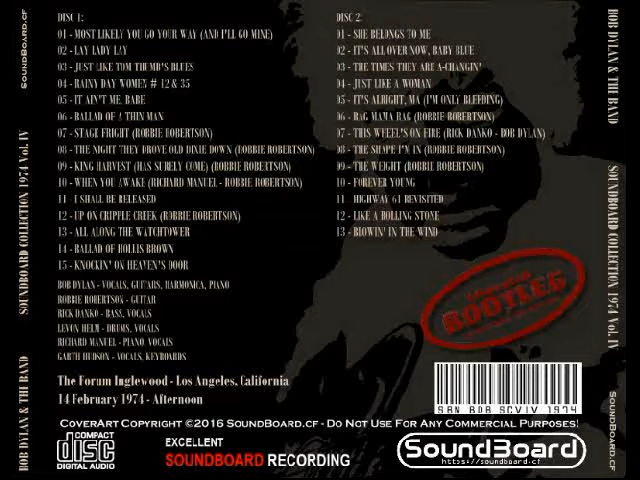 SOUNDBOARD.CF
SOUNDBOARD COLLECTION 1974 Vol. IV
BOB DYLAN & THE BAND
DISC 1:
01 - MOST LIKELY YOU GO YOUR WAY (AND I'LL GO MINE)
02 - LAY LADY LAY
03 - JUST LIKE TOM THUMB'S BLUES
04 - RAINY DAY WOMEN # 12 & 35
05 - IT AIN'T ME, BABE
06 - BALLAD OF A THIN MAN
07 - STAGE FRIGHT (ROBBIE ROBERTSON)
08 - THE NIGHT THEY DROVE OLD DIXIE DOWN (ROBBIE ROBERTSON)
09 - KING HARVEST (HAS SURELY COME) (ROBBIE ROBERTSON)
10 - WHEN YOU AWAKE (RICHARD MANUEL - ROBBIE ROBERTSON)
11 - I SHALL BE RELEASED
12 - UP ON CRIPPLE CREEK (ROBBIE ROBERTSON)
13 - ALL ALONG THE WATCHTOWER
14 - BALLAD OF HOLLIS BROWN
15 - KNOCKIN' ON HEAVEN'S DOOR
BOB DYLAN - VOCALS, GUITARS, HARMONICA, PIANO
ROBBIE ROBERTSON - GUITAR
RICK DANKO - BASS, VOCALS
LEVON HELM - DRUMS, VOCALS
RICHARD MANUEL - PIANO, VOCALS
GARTH HUDSON - VOCALS, KEYBOARDS
The Forum Inglewood - Los Angeles, California
14 February 1974 - Afternoon
DISC 2:
01 - SHE BELONGS TO ME
02 - IT'S ALL OVER NOW, BABY BLUE
03 - THE TIMES THEY ARE A-CHANGIN'
04 - JUST LIKE A WOMAN
05 - IT'S ALRIGHT, MA (I'M ONLY BLEEDING)
06 - RAG MAMA RAG (ROBBIE ROBERTSON)
07 - THIS WHEEL'S ON FIRE (RICK DANKO - BOB DYLAN)
08 - THE SHAPE I'M IN (ROBBIE ROBERTSON)
09 - THE WEIGHT (ROBBIE ROBERTSON)
10 - FOREVER YOUNG
11 HIGHWAY 61 REVISITED
12 - LIKE A ROLLING STONE
13 - BLOWIN' IN THE WIND
BOOTLEG
SBN BOB SCVIV 1974
COVERART COPYRIGHT ©2016 SOUNDBOARD.CF - DO NOT USE FOR ANY COMMERCIAL PURPOSES!
COMPACT
disc
DIGITAL AUDIO
EXCELLENT
SOUNDBOARD RECORDING
SoundBoard
https://soundboard.cf
BOB DYLAN & THE BAND
SOUNDBOARD COLLECTION 1974 Vol. IV
SOUNDBOARD.CF